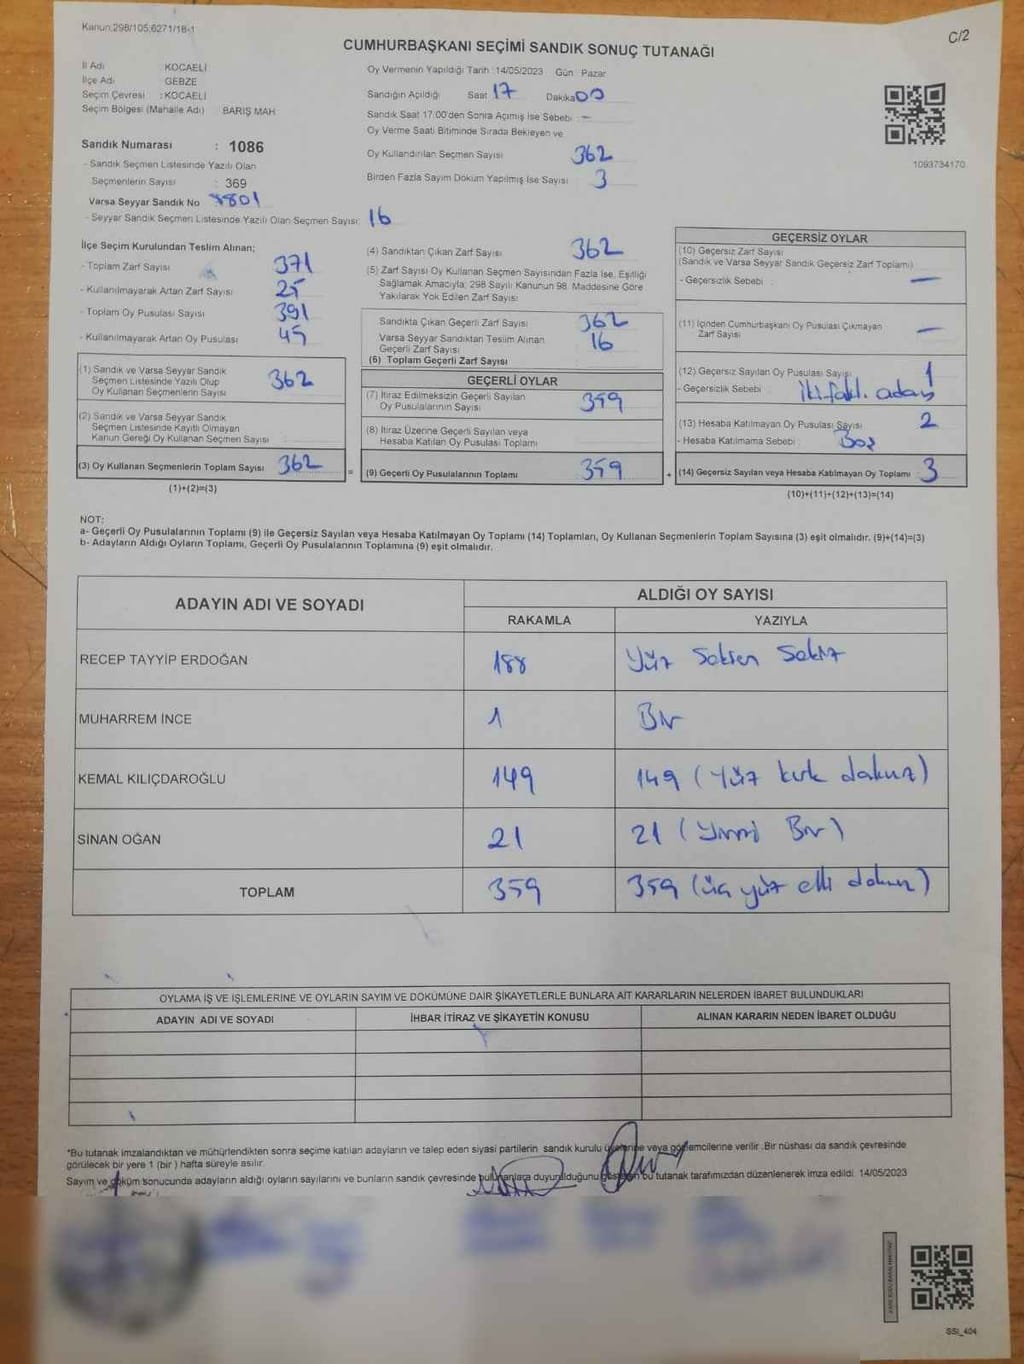 Kanun:298/105,6271/18-1
C/2
CUMHURBAŞKANI SEÇİMİ SANDIK SONUÇ TUTANAĞI
İl Adı KOCAELİ
İlçe Adı GEBZE
Seçim Çevresi : KOCAELİ
Seçim Bölgesi (Mahalle Adı) BARIŞ MAH
Sandık Numarası : 1086
- Sandık Seçmen Listesinde Yazılı Olan
Seçmenlerin Sayısı : 369
Varsa Seyyar Sandık No 8801
- Seyyar Sandık Seçmen Listesinde Yazılı Olan Seçmen Sayısı: 16
Oy Vermenin Yapıldığı Tarih :14/05/2023 Gün : Pazar
Sandığın Açıldığı Saat 17 Dakika 00
Sandık Saat 17:00'den Sonra Açılmış İse Sebebi : -
Oy Verme Saati Bitiminde Sırada Bekleyen ve
Oy Kullandırılan Seçmen Sayısı 362
Birden Fazla Sayım Döküm Yapılmış İse Sayısı : 3
1093734170
İlçe Seçim Kurulundan Teslim Alınan;
- Toplam Zarf Sayısı 371
- Kullanılmayarak Artan Zarf Sayısı 25
- Toplam Oy Pusulası Sayısı 391
- Kullanılmayarak Artan Oy Pusulası 45
(1) Sandık ve Varsa Seyyar Sandık
Seçmen Listesinde Yazılı Olup
Oy Kullanan Seçmenlerin Sayısı 362
(2) Sandık ve Varsa Seyyar Sandık
Seçmen Listesinde Kayıtlı Olmayan
Kanun Gereği Oy Kullanan Seçmen Sayısı
(3) Oy Kullanan Seçmenlerin Toplam Sayısı 362
(1)+(2)=(3)
(4) Sandıktan Çıkan Zarf Sayısı 362
(5) Zarf Sayısı Oy Kullanan Seçmen Sayısından Fazla İse, Eşitliği
Sağlamak Amacıyla; 298 Sayılı Kanunun 98. Maddesine Göre
Yakılarak Yok Edilen Zarf Sayısı
Sandıkta Çıkan Geçerli Zarf Sayısı 362
Varsa Seyyar Sandıktan Teslim Alınan
Geçerli Zarf Sayısı 16
(6) Toplam Geçerli Zarf Sayısı
GEÇERLİ OYLAR
(7) İtiraz Edilmeksizin Geçerli Sayılan
Oy Pusulalarının Sayısı 359
(8) İtiraz Üzerine Geçerli Sayılan veya
Hesaba Katılan Oy Pusulası Toplamı
= (9) Geçerli Oy Pusulalarının Toplamı 359
GEÇERSİZ OYLAR
(10) Geçersiz Zarf Sayısı
(Sandık ve Varsa Seyyar Sandık Geçersiz Zarf Toplamı)
- Geçersizlik Sebebi : -
(11) İçinden Cumhurbaşkanı Oy Pusulası Çıkmayan
Zarf Sayısı -
(12) Geçersiz Sayılan Oy Pusulası Sayısı 1
- Geçersizlik Sebebi : İki farklı aday
(13) Hesaba Katılmayan Oy Pusulası Sayısı 2
- Hesaba Katılmama Sebebi : Boş
+ (14) Geçersiz Sayılan veya Hesaba Katılmayan Oy Toplamı 3
(10)+(11)+(12)+(13)=(14)
NOT:
a- Geçerli Oy Pusulalarının Toplamı (9) ile Geçersiz Sayılan veya Hesaba Katılmayan Oy Toplamı (14) Toplamları, Oy Kullanan Seçmenlerin Toplam Sayısına (3) eşit olmalıdır. (9)+(14)=(3)
b- Adayların Aldığı Oyların Toplamı, Geçerli Oy Pusulalarının Toplamına (9) eşit olmalıdır.
ADAYIN ADI VE SOYADI ALDIĞI OY SAYISI
RAKAMLA YAZIYLA
RECEP TAYYİP ERDOĞAN 188 Yüz Seksen Sekiz
MUHARREM İNCE 1 Bir
KEMAL KILIÇDAROĞLU 149 149 (Yüz kırk dokuz)
SİNAN OĞAN 21 21 (Yirmi Bir)
TOPLAM 359 359 (üç yüz elli dokuz)
OYLAMA İŞ VE İŞLEMLERİNE VE OYLARIN SAYIM VE DÖKÜMÜNE DAİR ŞİKAYETLERLE BUNLARA AİT KARARLARIN NELERDEN İBARET BULUNDUKLARI
ADAYIN ADI VE SOYADI İHBAR İTİRAZ VE ŞİKAYETİN KONUSU ALINAN KARARIN NEDEN İBARET OLDUĞU
*Bu tutanak imzalandıktan ve mühürlendikten sonra seçime katılan adayların ve talep eden siyasi partilerin sandık kurulu üyelerine veya gözlemcilerine verilir. Bir nüshası da sandık çevresinde
görülecek bir yere 1 (bir) hafta süreyle asılır.
Sayım ve döküm sonucunda adayların aldığı oyların sayılarını ve bunların sandık çevresinde bulunanlara duyurulduğunu gösteren bu tutanak tarafımızdan düzenlenerek imza edildi. 14/05/2023
SSI_404